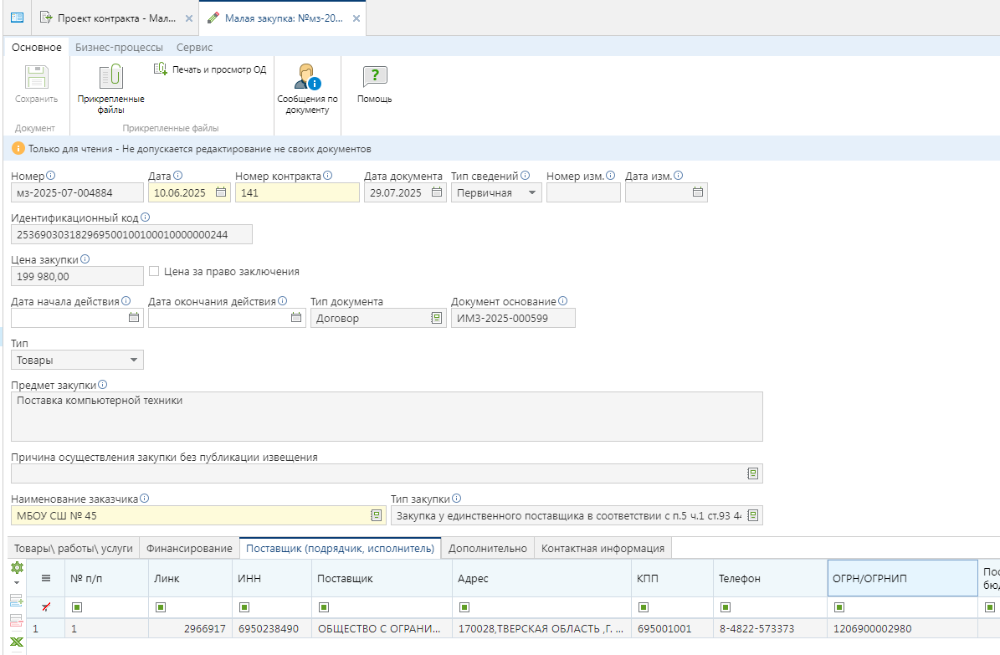 Проект контракта - Мал...
Малая закупка: №мз-20...
Основное Бизнес-процессы Сервис
Сохранить
Прикрепленные файлы
Печать и просмотр ОД
Сообщения по документу
Помощь
Документ
Прикрепленные файлы
Только для чтения - Не допускается редактирование не своих документов
Номер Дата Номер контракта Дата документа Тип сведений Номер изм. Дата изм.
мз-2025-07-004884 10.06.2025 141 29.07.2025 Первичная
Идентификационный код
253690303182969500100100010000000244
Цена закупки
199 980,00 Цена за право заключения
Дата начала действия Дата окончания действия Тип документа Документ основание
Договор ИМЗ-2025-000599
Тип
Товары
Предмет закупки
Поставка компьютерной техники
Причина осуществления закупки без публикации извещения
Наименование заказчика Тип закупки
МБОУ СШ № 45 Закупка у единственного поставщика в соответствии с п.5 ч.1 ст.93 44
Товары\ работы\ услуги Финансирование Поставщик (подрядчик, исполнитель) Дополнительно Контактная информация
№ п/п Линк ИНН Поставщик Адрес КПП Телефон ОГРН/ОГРНИП Пос
бюд
1 1 2966917 6950238490 ОБЩЕСТВО С ОГРАНИ... 170028,ТВЕРСКАЯ ОБЛАСТЬ ,Г. ... 695001001 8-4822-573373 1206900002980